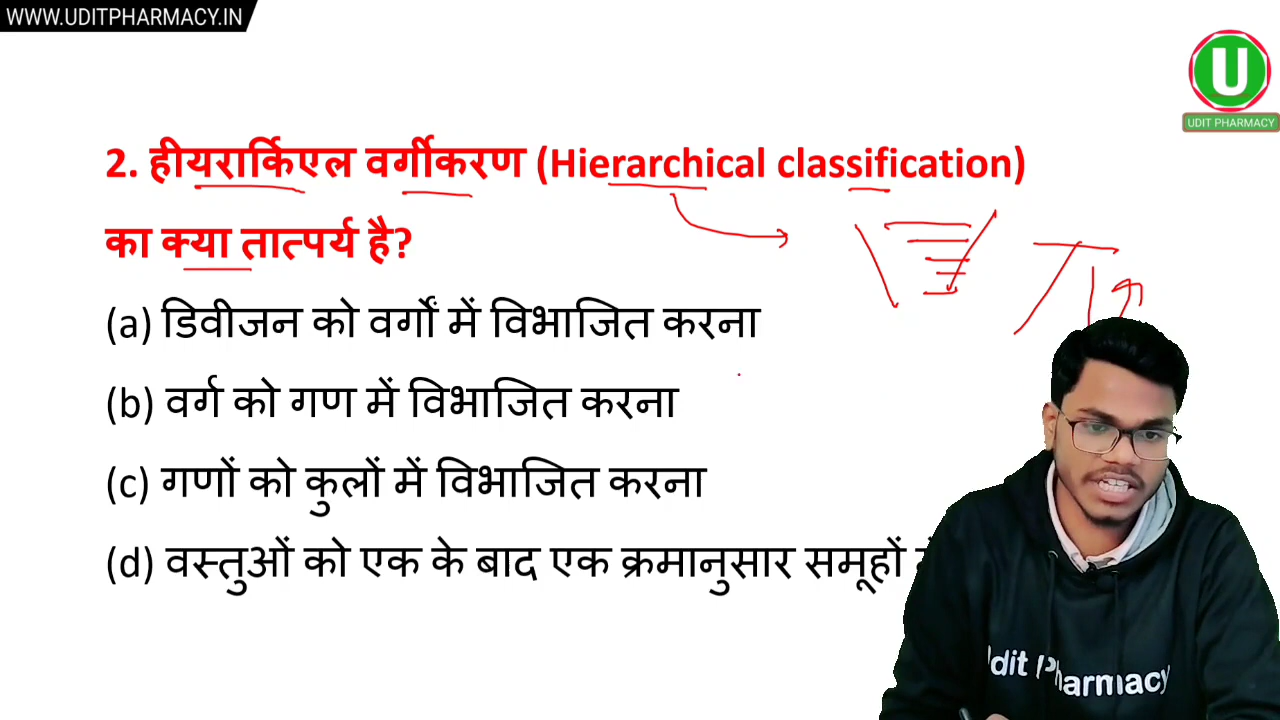 WWW.UDITPHARMACY.IN
U
UDIT PHARMACY
2. हीयरार्किएल वर्गीकरण (Hierarchical classification)
का क्या तात्पर्य है?
(a) डिवीजन को वर्गों में विभाजित करना
(b) वर्ग को गण में विभाजित करना
(c) गणों को कुलों में विभाजित करना
(d) वस्तुओं को एक के बाद एक क्रमानुसार समूहों
Udit Pharmacy